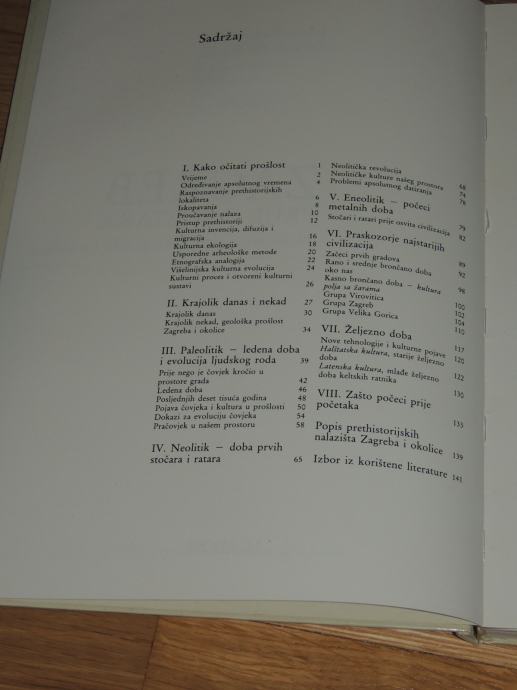 Sadržaj
I. Kako očitati prošlost 1
Vrijeme 2
Određivanje apsolutnog vremena 4
Raspoznavanje prethistorijskih
lokaliteta 6
Iskopavanja 8
Proučavanje nalaza 10
Pristup prehistoriji 12
Kulturna invencija, difuzija i
migracija 16
Kulturna ekologija 18
Usporedne arheološke metode 20
Etnografska analogija 22
Višelinijska kulturna evolucija 24
Kulturni proces i otvoreni kulturni
sustavi 26
II. Krajolik danas i nekad 27
Krajolik danas 30
Krajolik nekad, geološka prošlost
Zagreba i okolice 34
III. Paleolitik – ledena doba
i evolucija ljudskog roda 39
Prije nego je čovjek kročio u
prostore grada 42
Ledena doba 46
Posljednjih deset tisuća godina 48
Pojava čovjeka i kultura u prošlosti 50
Dokazi za evoluciju čovjeka 54
Pračovjek u našem prostoru 58
IV. Neolitik – doba prvih
stočara i ratara 65
Neolitička revolucija 68
Neolitičke kulture našeg prostora 74
Problemi apsolutnog datiranja 78
V. Eneolitik – počeci
metalnih doba 79
Stočari i ratari prije osvita civilizacija 82
VI. Praskozorje najstarijih
civilizacija 89
Začeci prvih gradova 92
Rano i srednje brončano doba
oko nas 98
Kasno brončano doba – kultura
polja sa žarama 100
Grupa Virovitica 102
Grupa Zagreb 104
Grupa Velika Gorica 110
VII. Željezno doba 117
Nove tehnologije i kulturne pojave 120
Halštatska kultura, starije željezno
doba 122
Latenska kultura, mlađe željezno
doba keltskih ratnika 130
VIII. Zašto počeci prije
početaka 135
Popis prethistorijskih
nalazišta Zagreba i okolice 139
Izbor iz korištene literature 141